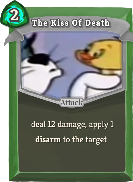 2
The Kiss Of Death
Attack
deal 12 damage, apply 1
disarm to the target